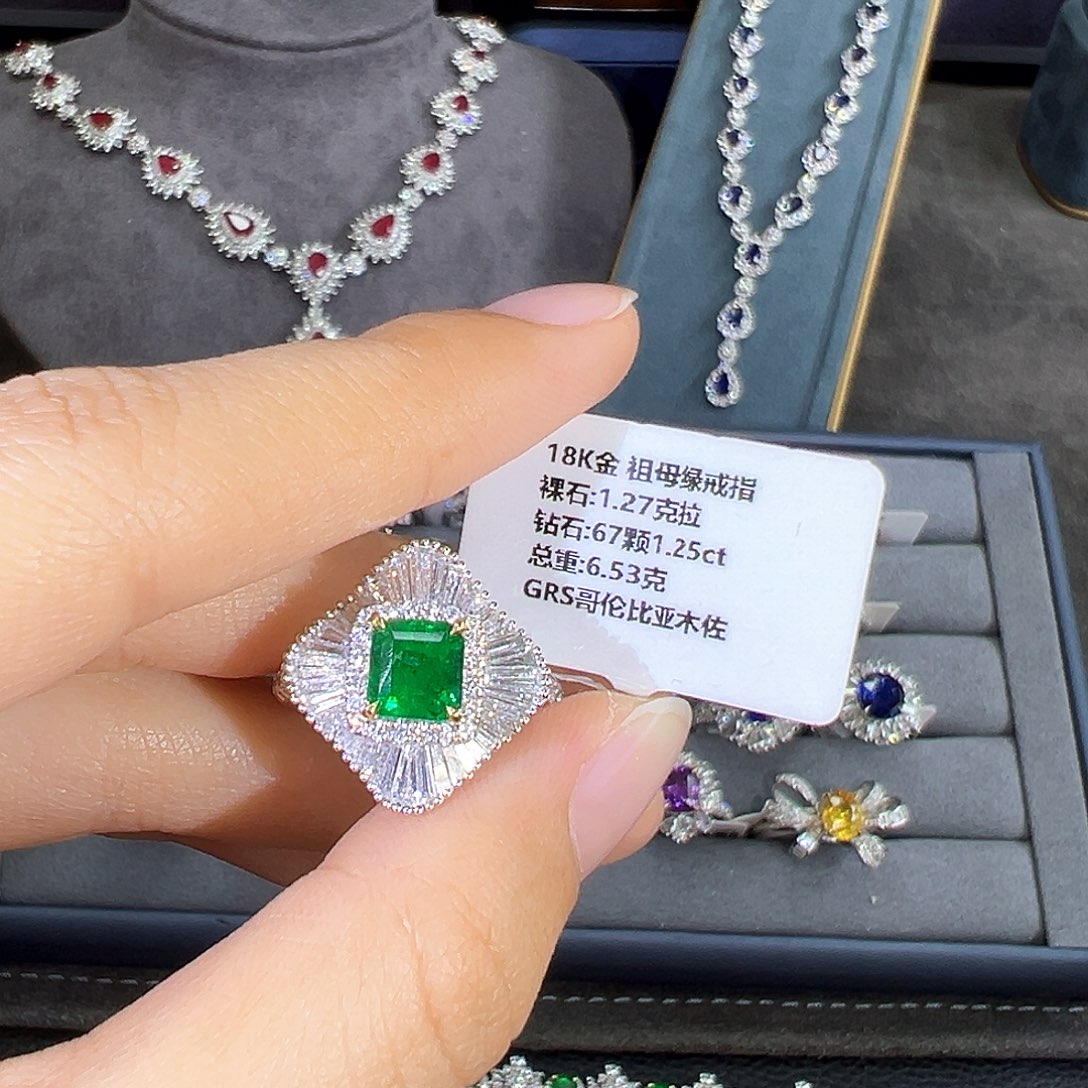 18K金 祖母绿戒指
裸石:1.27克拉
钻石:67颗1.25ct
总重:6.53克
GRS哥伦比亚木佐